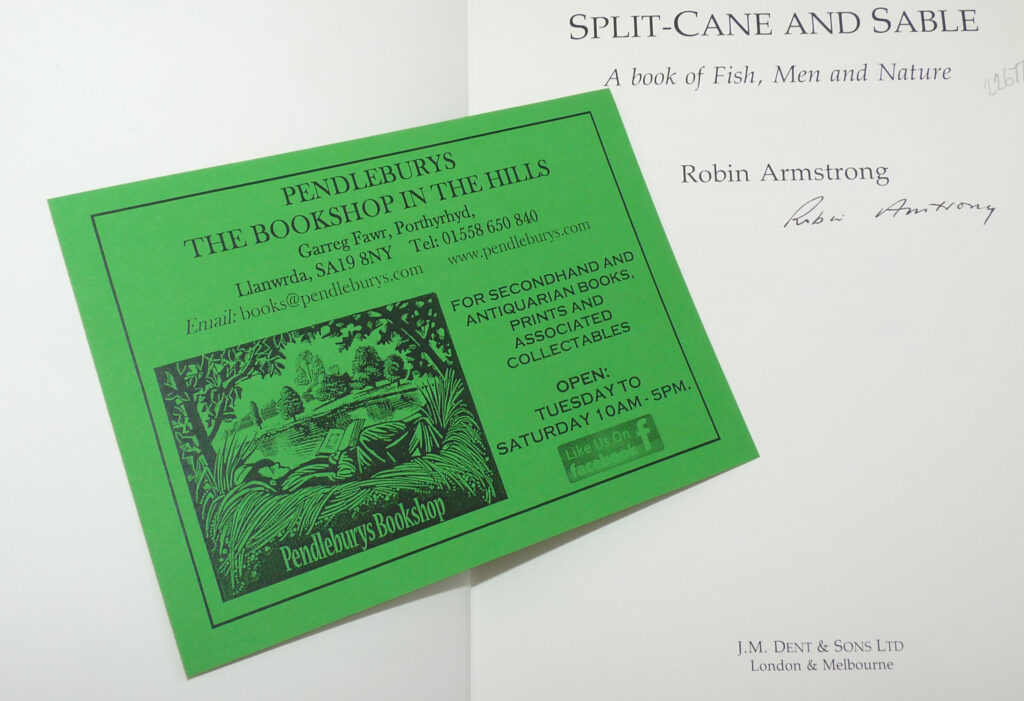 SPLIT-CANE AND SABLE
A book of Fish, Men and Nature
Robin Armstrong
Robin Armstrong
J.M. DENT & SONS LTD
London & Melbourne
PENDLEBURYS
THE BOOKSHOP IN THE HILLS
Garreg Fawr, Porthyrhyd,
Llanwrda, SA19 8NY Tel: 01558 650 840
Email: books@pendleburys.com www.pendleburys.com
FOR SECONDHAND AND
ANTIQUARIAN BOOKS,
PRINTS AND
ASSOCIATED
COLLECTABLES
OPEN:
TUESDAY TO
SATURDAY 10AM - 5PM.
Like Us On f
facebook
Pendleburys Bookshop